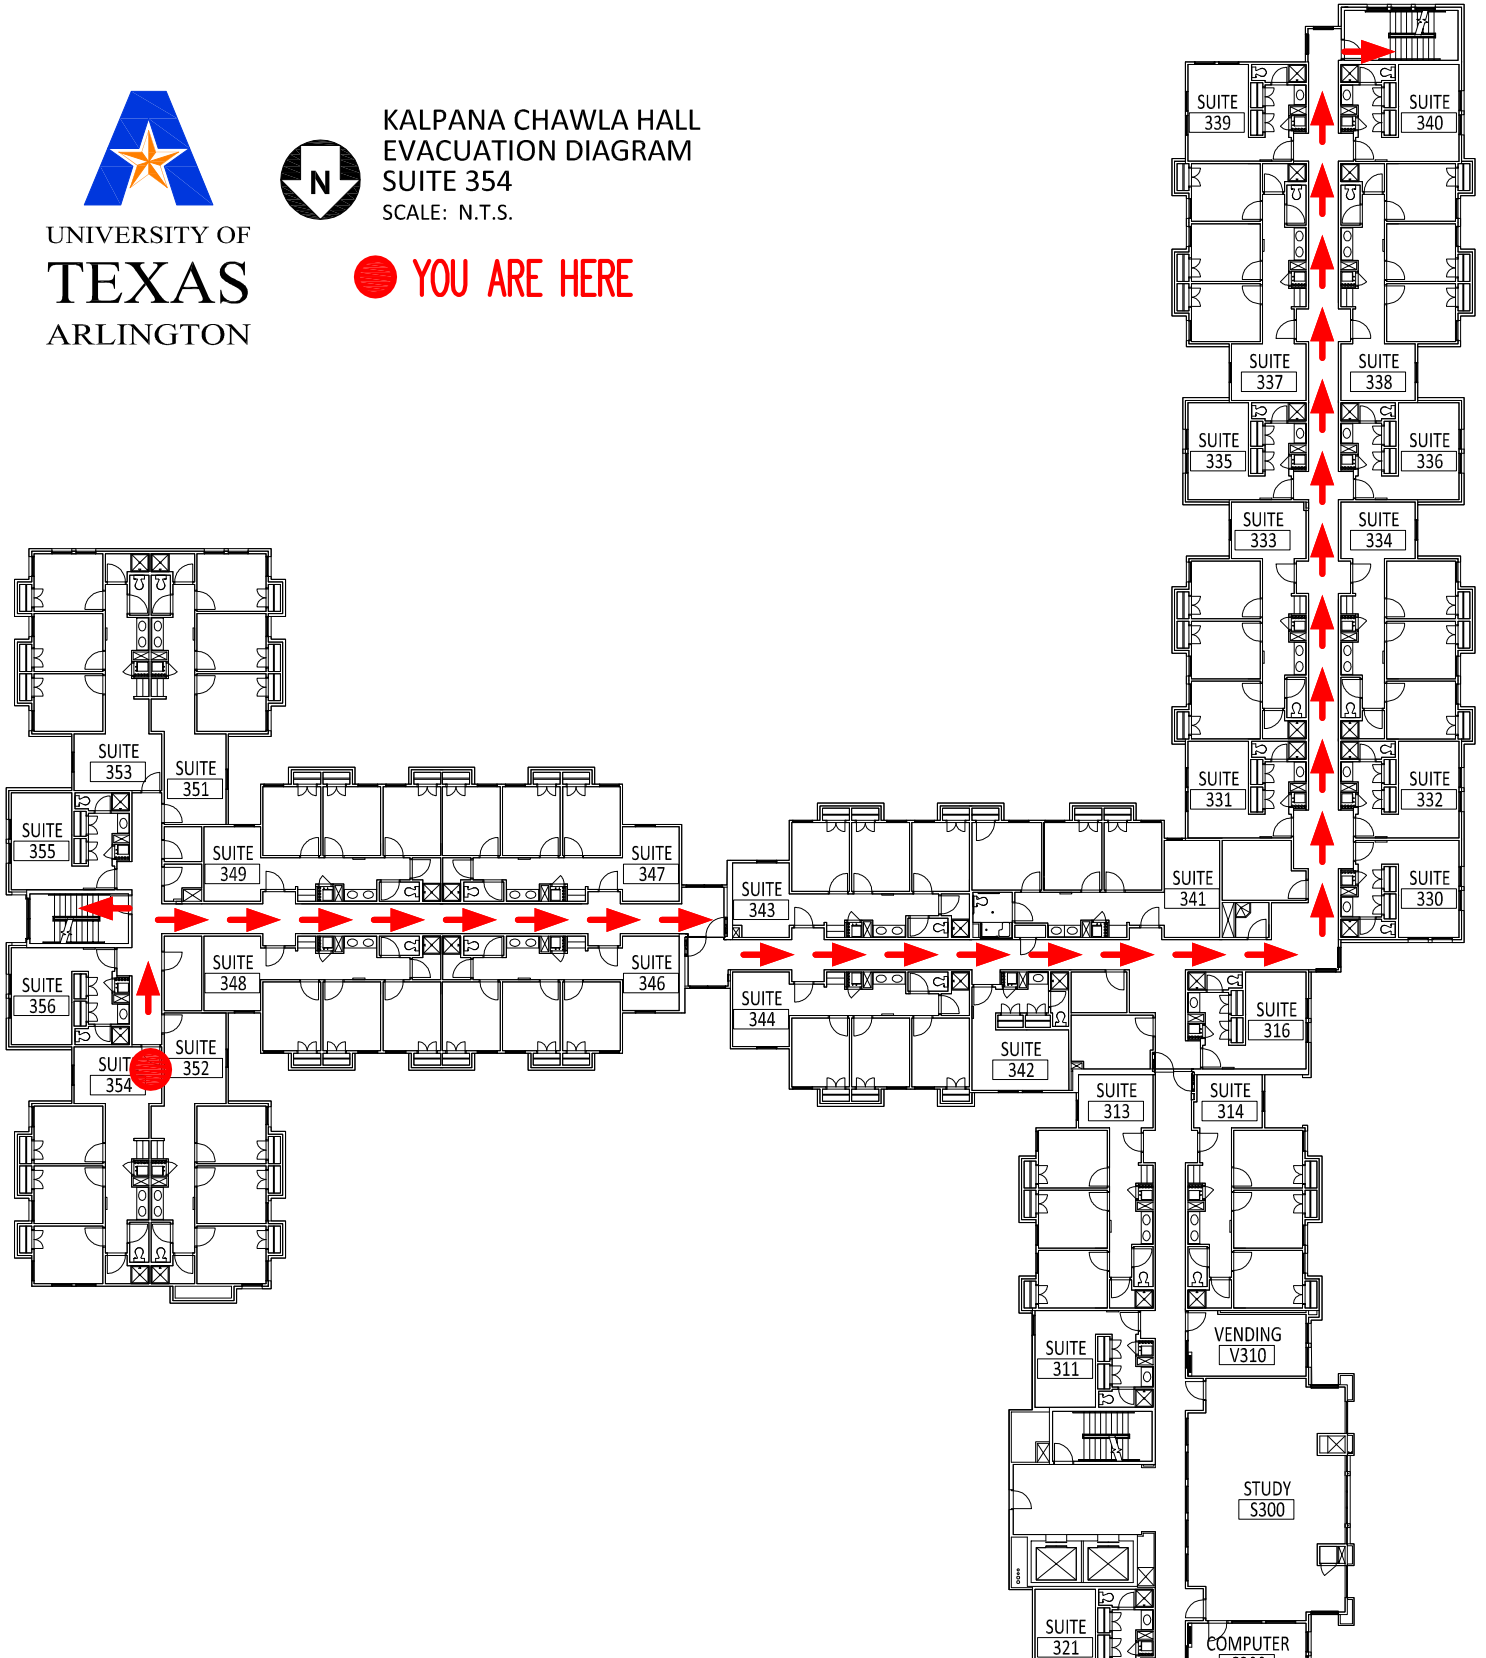 KALPANA CHAWLA HALL
EVACUATION DIAGRAM
SUITE 354
SCALE: N.T.S.
N
YOU ARE HERE
UNIVERSITY OF
TEXAS
ARLINGTON
SUITE
339
SUITE
340
SUITE
337
SUITE
338
SUITE
335
SUITE
336
SUITE
333
SUITE
334
SUITE
331
SUITE
332
SUITE
330
SUITE
353
SUITE
351
SUITE
355
SUITE
349
SUITE
347
SUITE
343
SUITE
341
SUITE
356
SUITE
348
SUITE
346
SUITE
344
SUITE
342
SUITE
316
SUIT
354
SUITE
352
SUITE
313
SUITE
314
VENDING
V310
SUITE
311
STUDY
S300
SUITE
321
COMPUTER